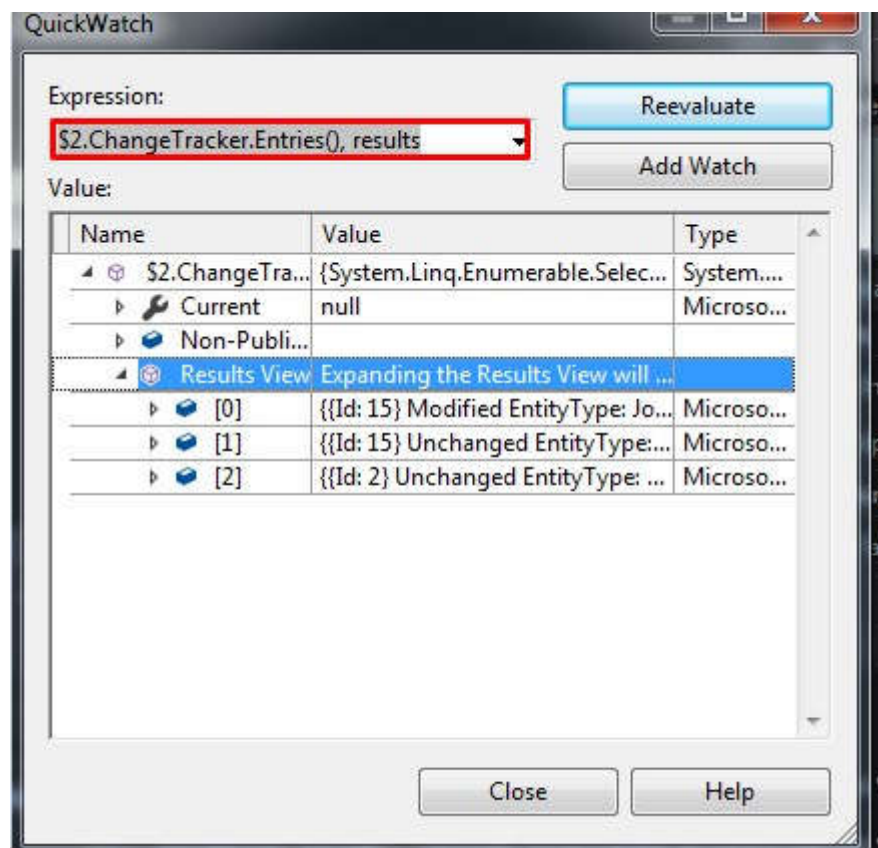 QuickWatch
Expression:
Reevaluate
$2.ChangeTracker.Entries(), results
Add Watch
Value:
Name Value Type
$2.ChangeTra... {System.Linq.Enumerable.Selec... System....
Current null Microso...
Non-Publi...
Results View Expanding the Results View will ...
[0] {{Id: 15} Modified EntityType: Jo... Microso...
[1] {{Id: 15} Unchanged EntityType:... Microso...
[2] {{Id: 2} Unchanged EntityType: ... Microso...
Close Help